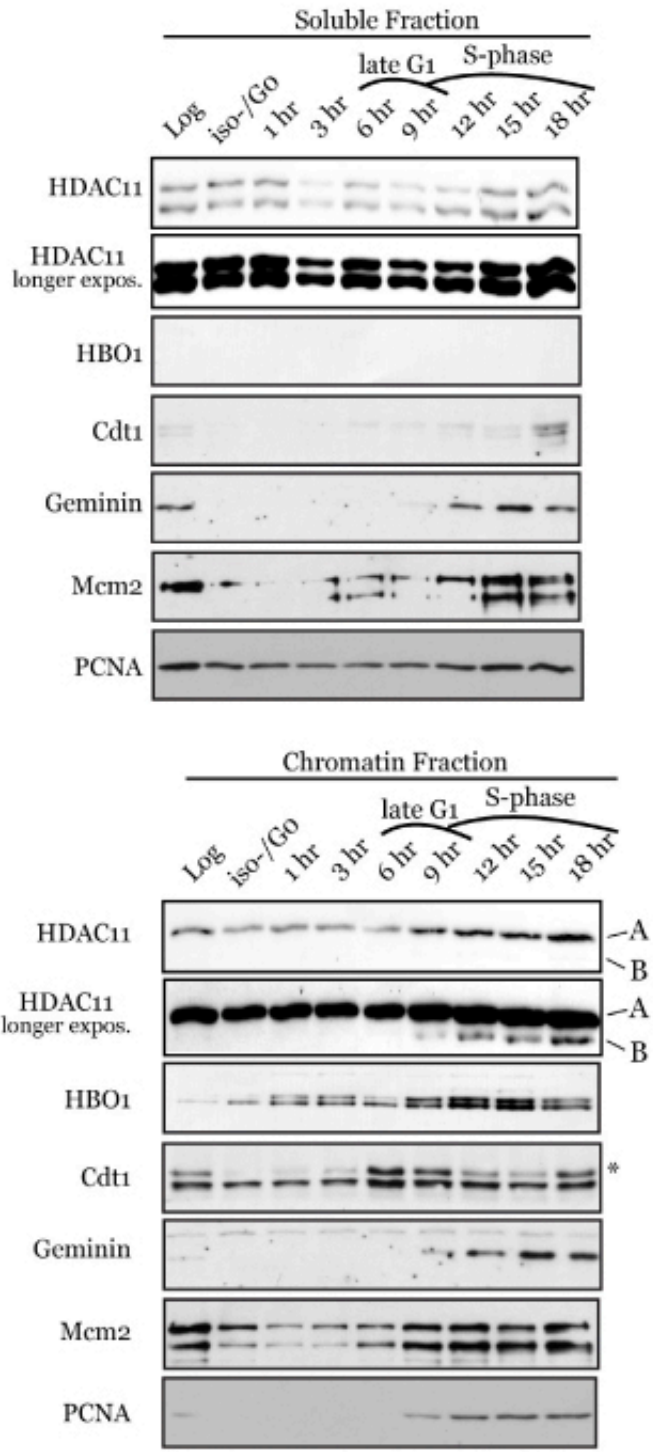 Soluble Fraction
late G1 S-phase
Log iso-/G0 1 hr 3 hr 6 hr 9 hr 12 hr 15 hr 18 hr
HDAC11
HDAC11
longer expos.
HBO1
Cdt1
Geminin
Mcm2
PCNA
Chromatin Fraction
late G1 S-phase
Log iso-/G0 1 hr 3 hr 6 hr 9 hr 12 hr 15 hr 18 hr
HDAC11 A
B
HDAC11 A
longer expos. B
HBO1
Cdt1 *
Geminin
Mcm2
PCNA